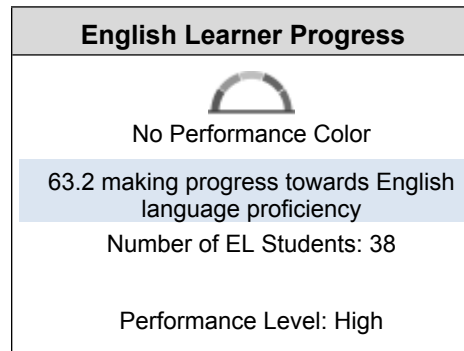 English Learner Progress
No Performance Color
63.2 making progress towards English
language proficiency
Number of EL Students: 38
Performance Level: High